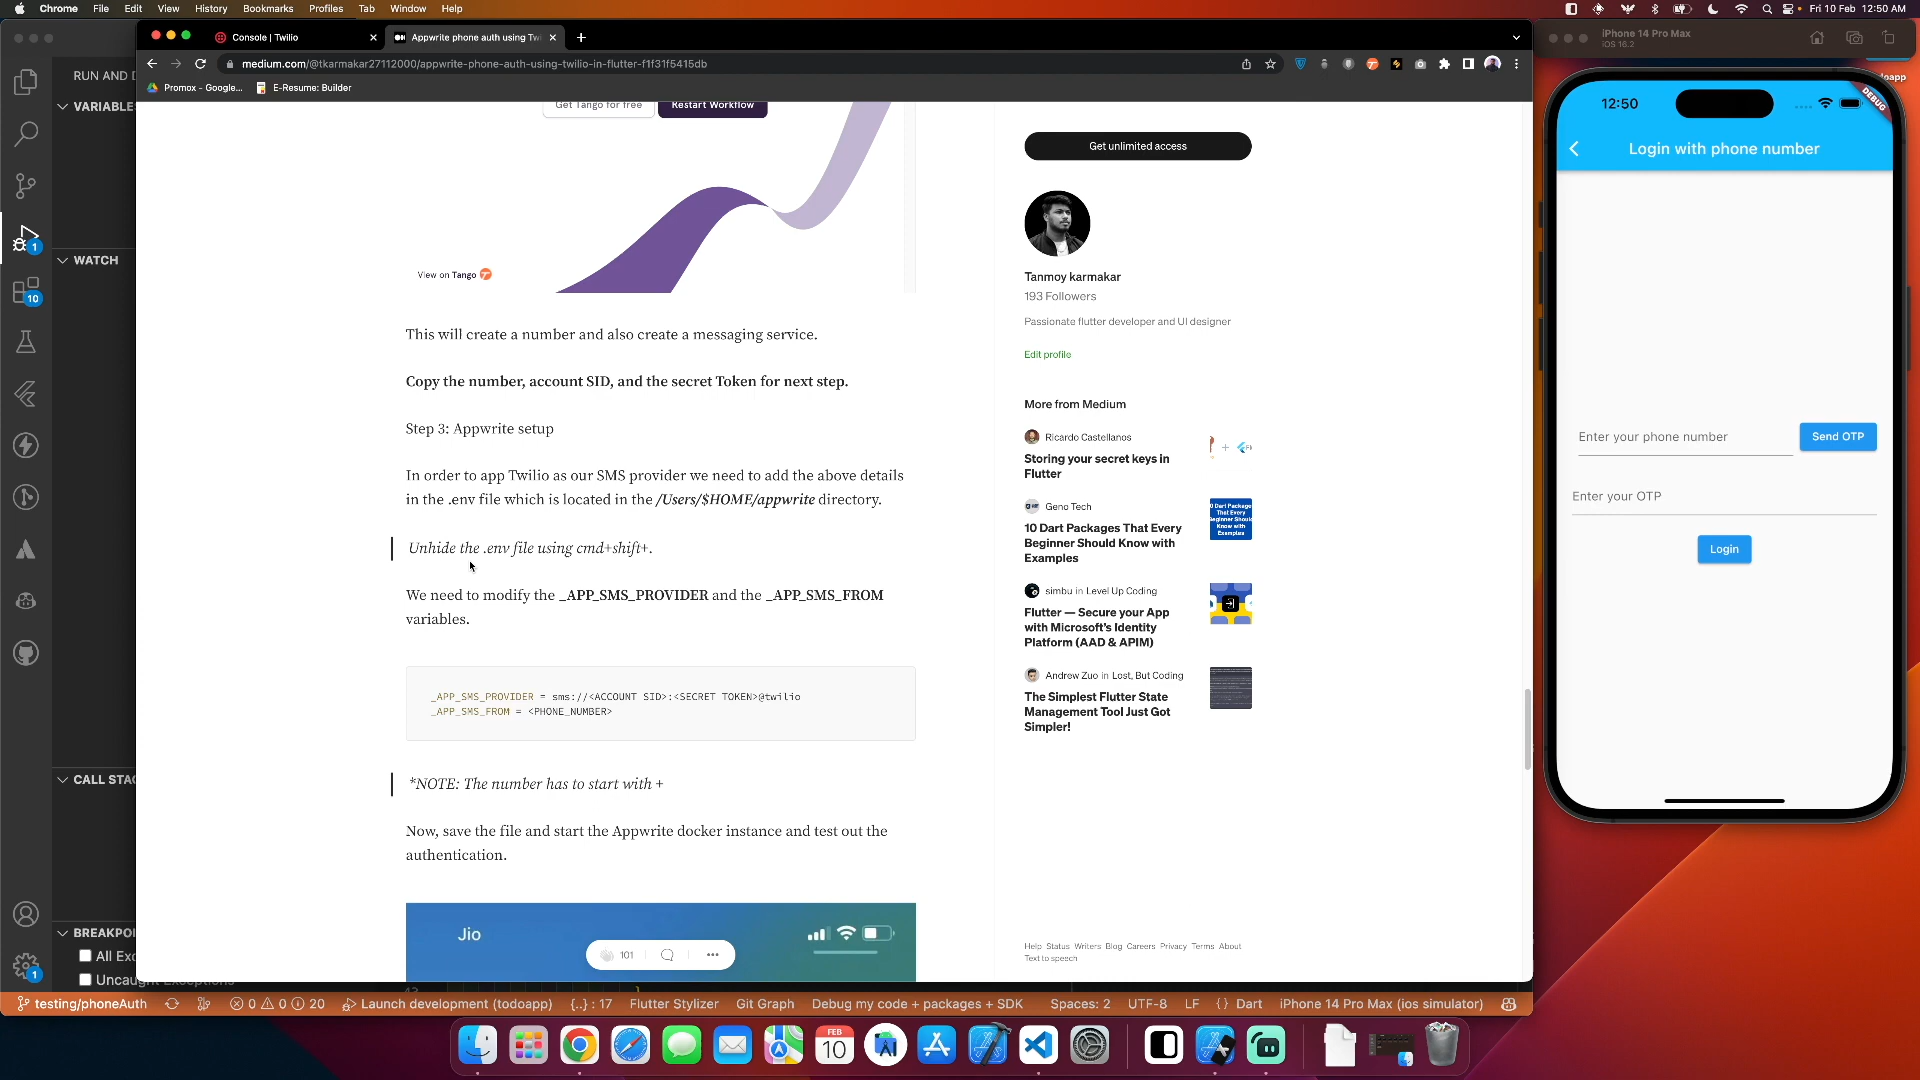 Chrome File Edit View History Bookmarks Profiles Tab Window Help
Fri 10 Feb 12:50 AM
Console | Twilio
Appwrite phone auth using Twi
medium.com/@tkarmakar27112000/appwrite-phone-auth-using-twilio-in-flutter-f1f31f5415db
Promox - Google...
E-Resume: Builder
RUN AND D
VARIABLES
WATCH
CALL STAC
BREAKPOI
All Exc
Uncaught Exceptions
1
10
1
Get Tango for free
Restart Workflow
View on Tango
This will create a number and also create a messaging service.
Copy the number, account SID, and the secret Token for next step.
Step 3: Appwrite setup
In order to app Twilio as our SMS provider we need to add the above details
in the .env file which is located in the /Users/$HOME/appwrite directory.
Unhide the .env file using cmd+shift+.
We need to modify the _APP_SMS_PROVIDER and the _APP_SMS_FROM
variables.
_APP_SMS_PROVIDER = sms://<ACCOUNT SID>:<SECRET TOKEN>@twilio
_APP_SMS_FROM = <PHONE_NUMBER>
*NOTE: The number has to start with +
Now, save the file and start the Appwrite docker instance and test out the
authentication.
Jio
101
Get unlimited access
Tanmoy karmakar
193 Followers
Passionate flutter developer and UI designer
Edit profile
More from Medium
Ricardo Castellanos
Storing your secret keys in
Flutter
Geno Tech
10 Dart Packages That Every
Beginner Should Know with
Examples
simbu in Level Up Coding
Flutter — Secure your App
with Microsoft's Identity
Platform (AAD & APIM)
Andrew Zuo in Lost, But Coding
The Simplest Flutter State
Management Tool Just Got
Simpler!
Help Status Writers Blog Careers Privacy Terms About
Text to speech
iPhone 14 Pro Max
iOS 16.2
12:50
DEBUG
Login with phone number
Enter your phone number
Send OTP
Enter your OTP
Login
testing/phoneAuth
0 0 20
Launch development (todoapp)
{..} : 17
Flutter Stylizer
Git Graph
Debug my code + packages + SDK
Spaces: 2
UTF-8
LF
{ } Dart
iPhone 14 Pro Max (ios simulator)
FEB
10